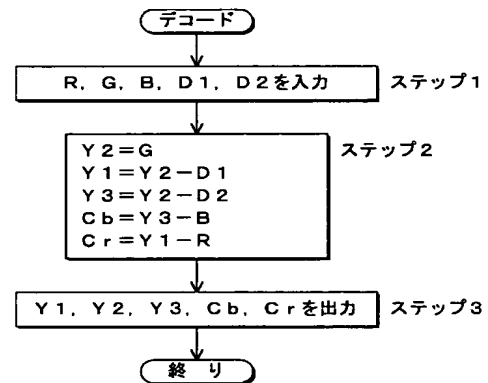 デコード
R, G, B, D1, D2を入力 ステップ1
Y2=G ステップ2
Y1=Y2-D1
Y3=Y2-D2
Cb=Y3-B
Cr=Y1-R
Y1, Y2, Y3, Cb, Crを出力 ステップ3
終り